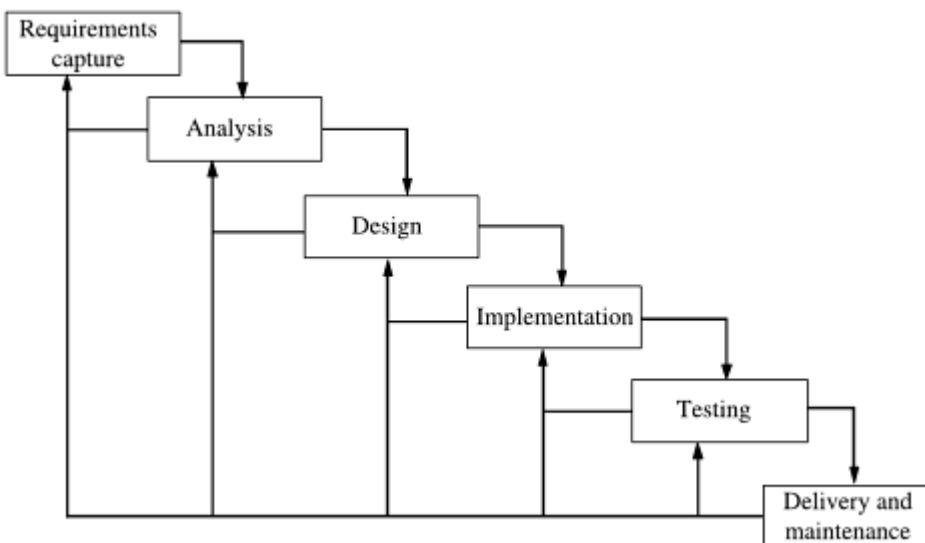 Requirements
capture
Analysis
Design
Implementation
Testing
Delivery and
maintenance